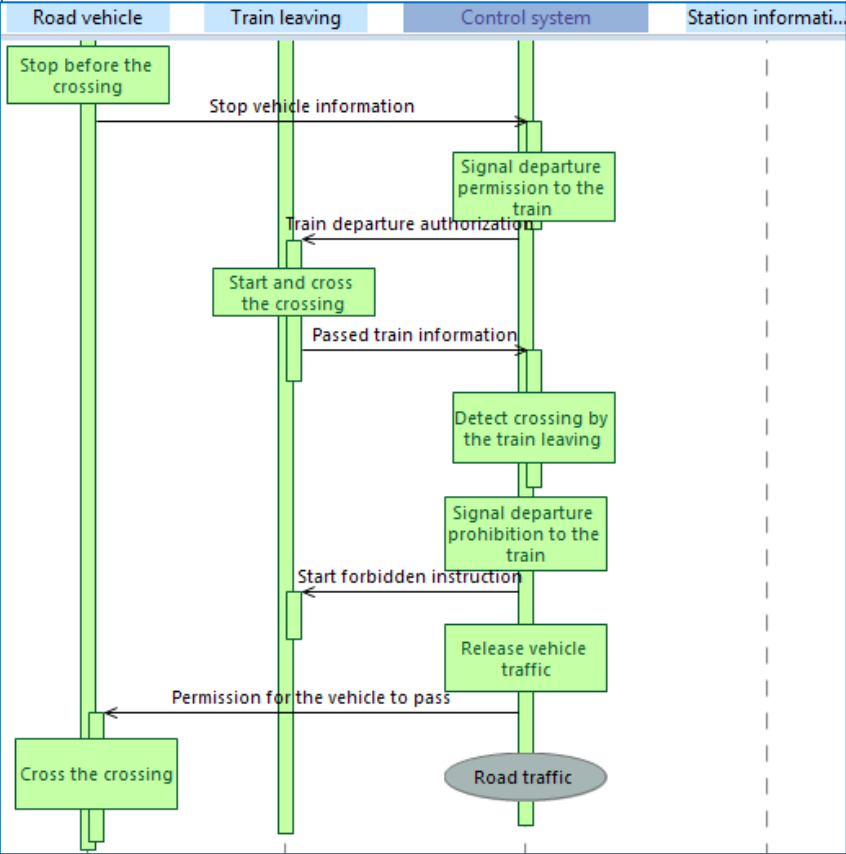 Road vehicle
Train leaving
Control system
Station informati...
Stop before the
crossing
Stop vehicle information
Signal departure
permission to the
train
Train departure authorization
Start and cross
the crossing
Passed train information
Detect crossing by
the train leaving
Signal departure
prohibition to the
train
Start forbidden instruction
Release vehicle
traffic
Permission for the vehicle to pass
Cross the crossing
Road traffic